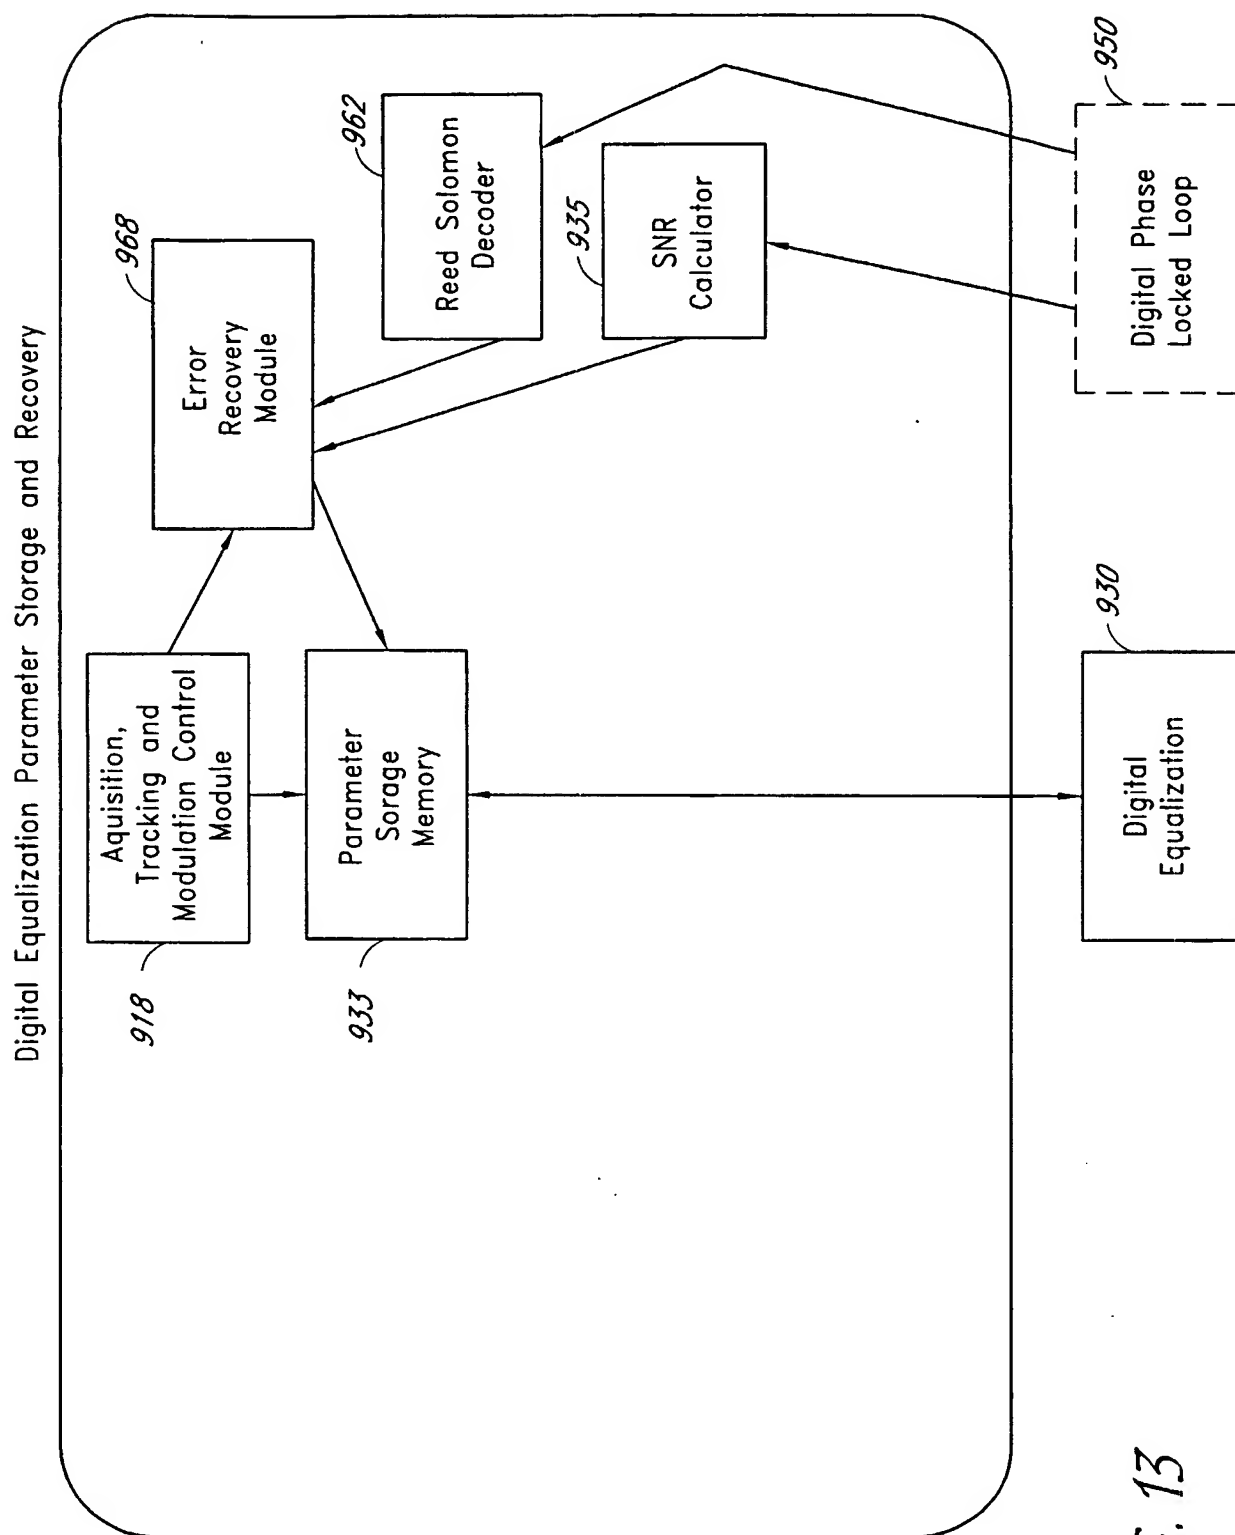 Digital Equalization Parameter Storage and Recovery
918
Aquisition,
Tracking and
Modulation Control
Module
968
Error
Recovery
Module
933
Parameter
Sorage
Memory
962
Reed Solomon
Decoder
935
SNR
Calculator
930
Digital
Equalization
950
Digital Phase
Locked Loop
13